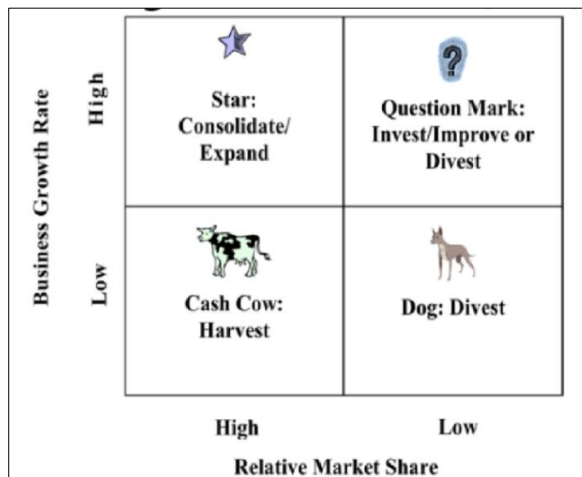 Business Growth Rate
High
Low
Star:
Consolidate/
Expand
?
Question Mark:
Invest/Improve or
Divest
Cash Cow:
Harvest
Dog: Divest
High
Low
Relative Market Share